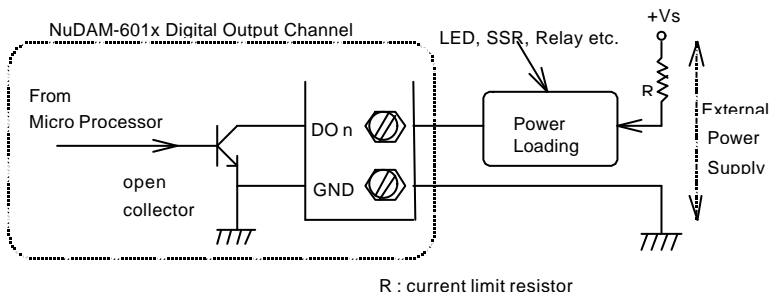 NuDAM-601x Digital Output Channel
+Vs
LED, SSR, Relay etc.
R
From
Micro Processor
DO n
Power
Loading
External
Power
Supply
open
collector
GND
R : current limit resistor